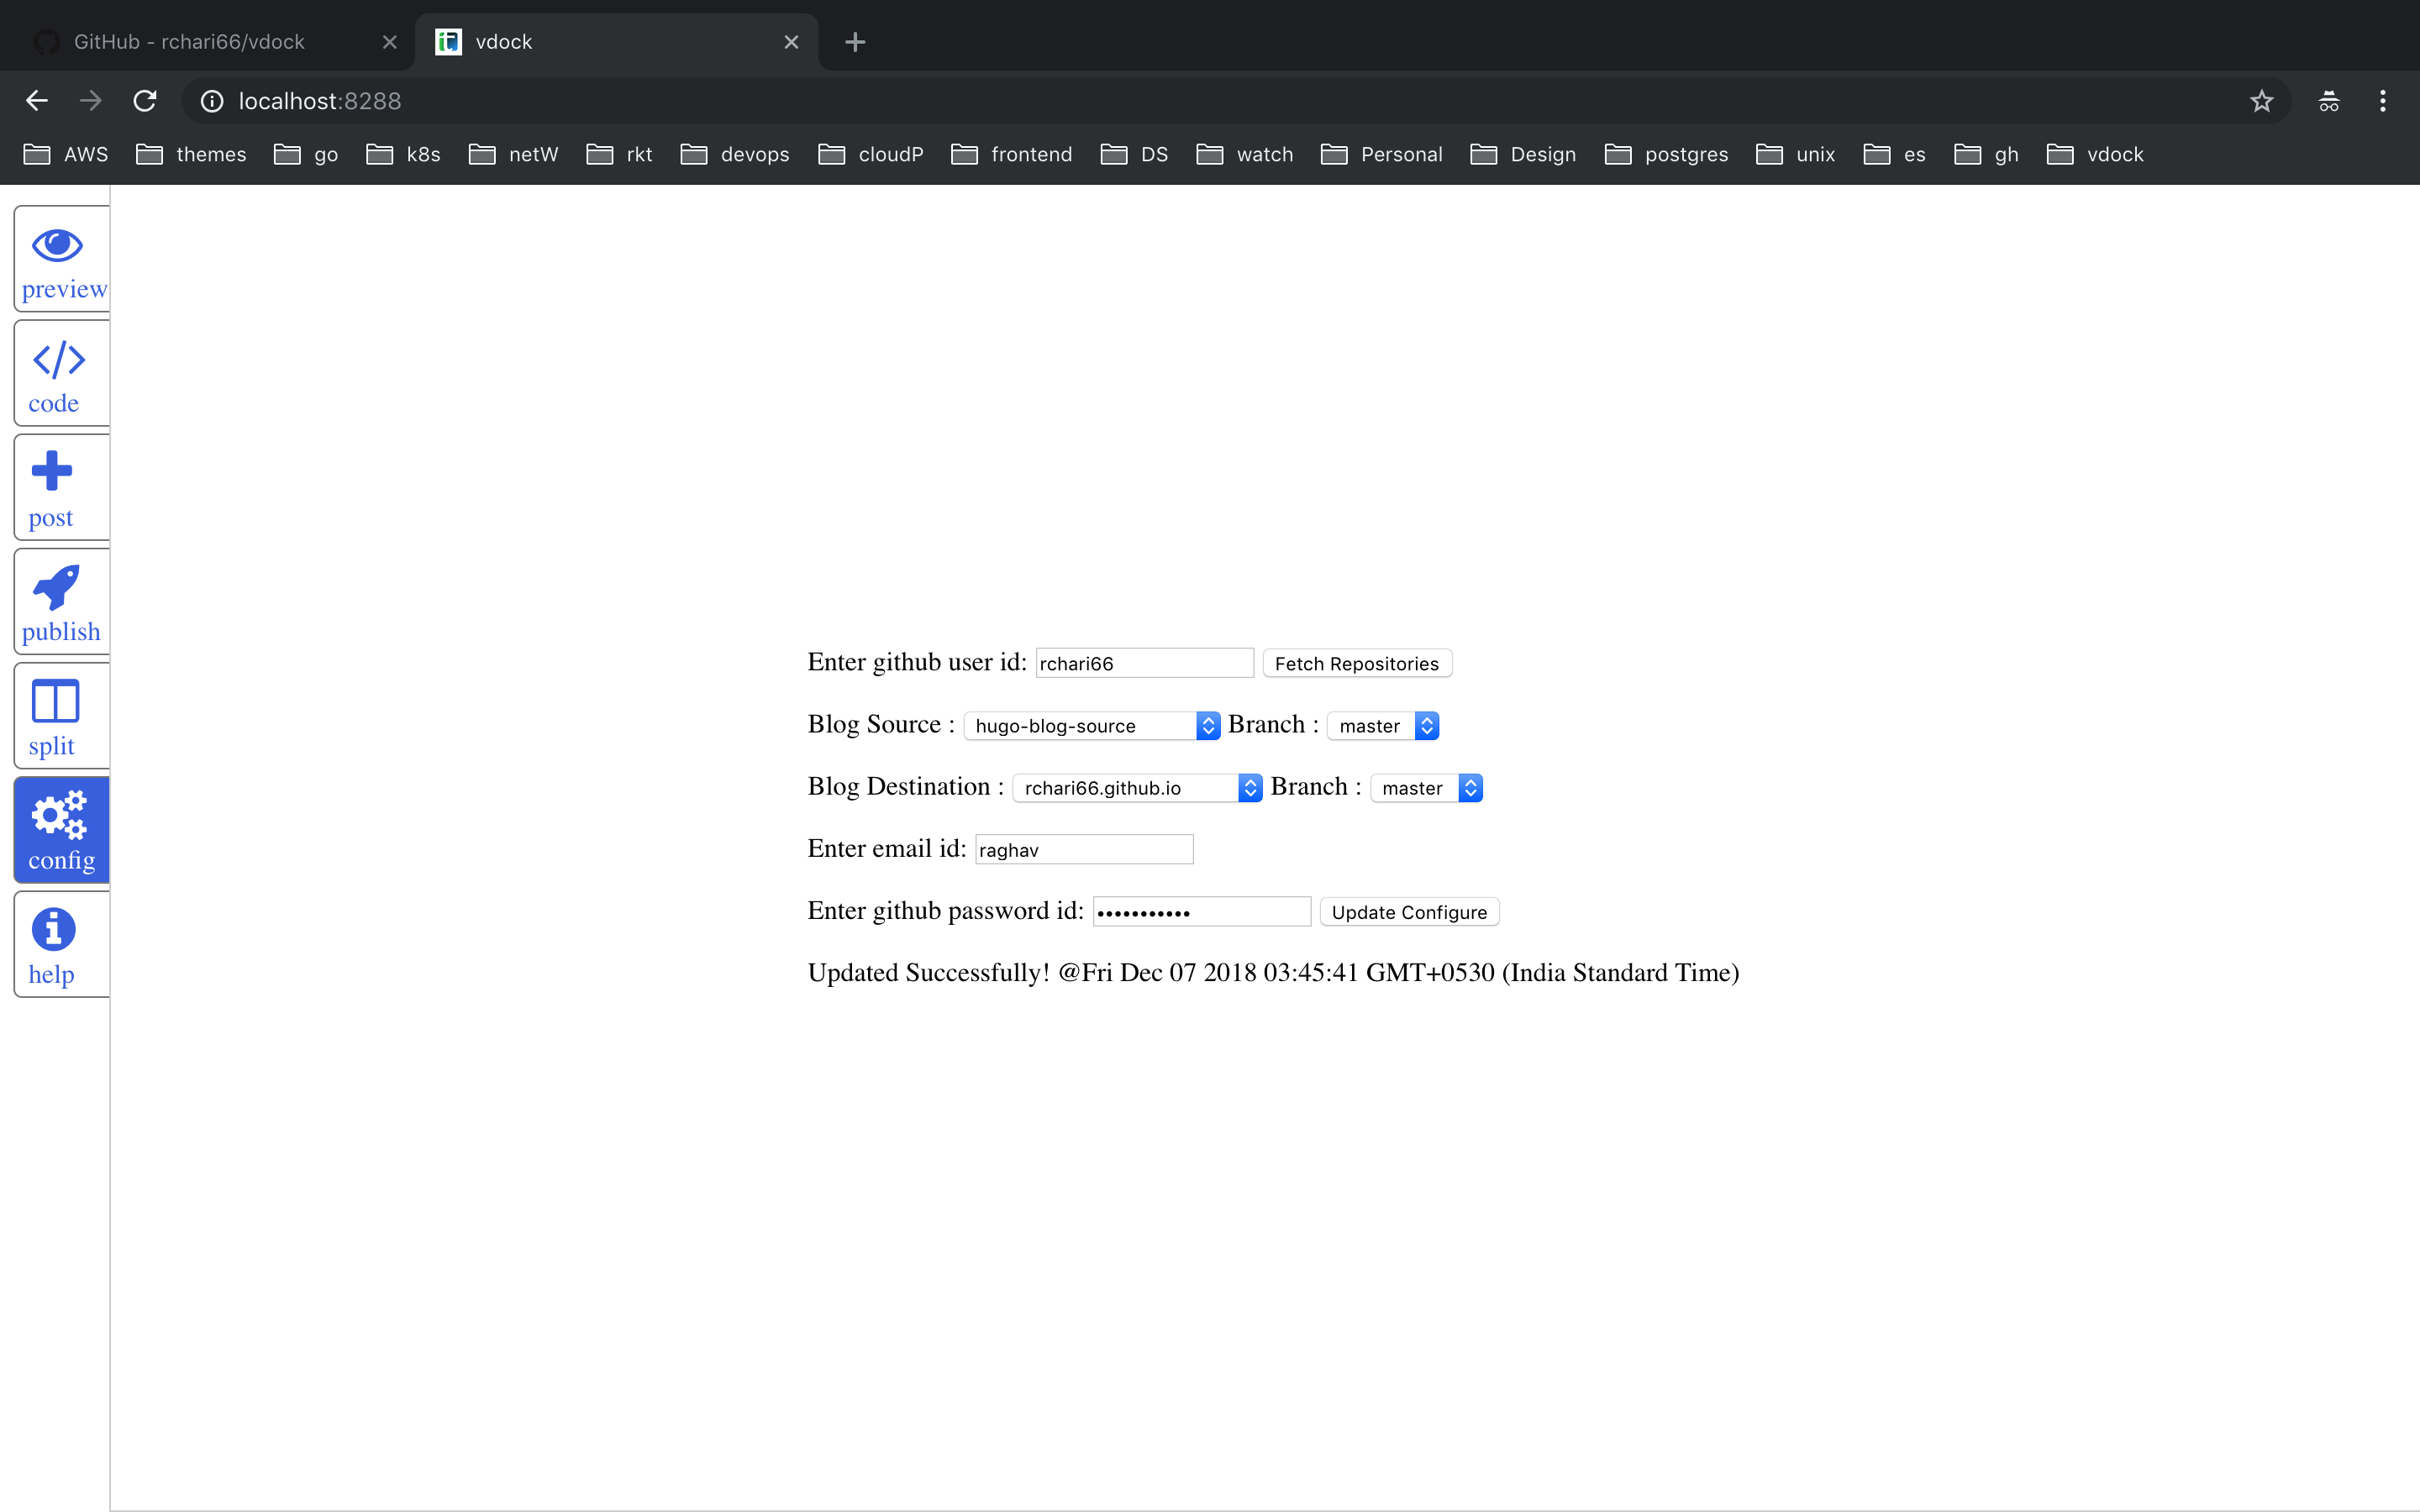 GitHub - rchari66/vdock
vdock
localhost:8288
AWS themes go k8s netW rkt devops cloudP frontend DS watch Personal Design postgres unix es gh vdock
preview
code
post
publish
split
config
help
Enter github user id: rchari66 Fetch Repositories
Blog Source : hugo-blog-source Branch : master
Blog Destination : rchari66.github.io Branch : master
Enter email id: raghav
Enter github password id: ••••••••••• Update Configure
Updated Successfully! @Fri Dec 07 2018 03:45:41 GMT+0530 (India Standard Time)